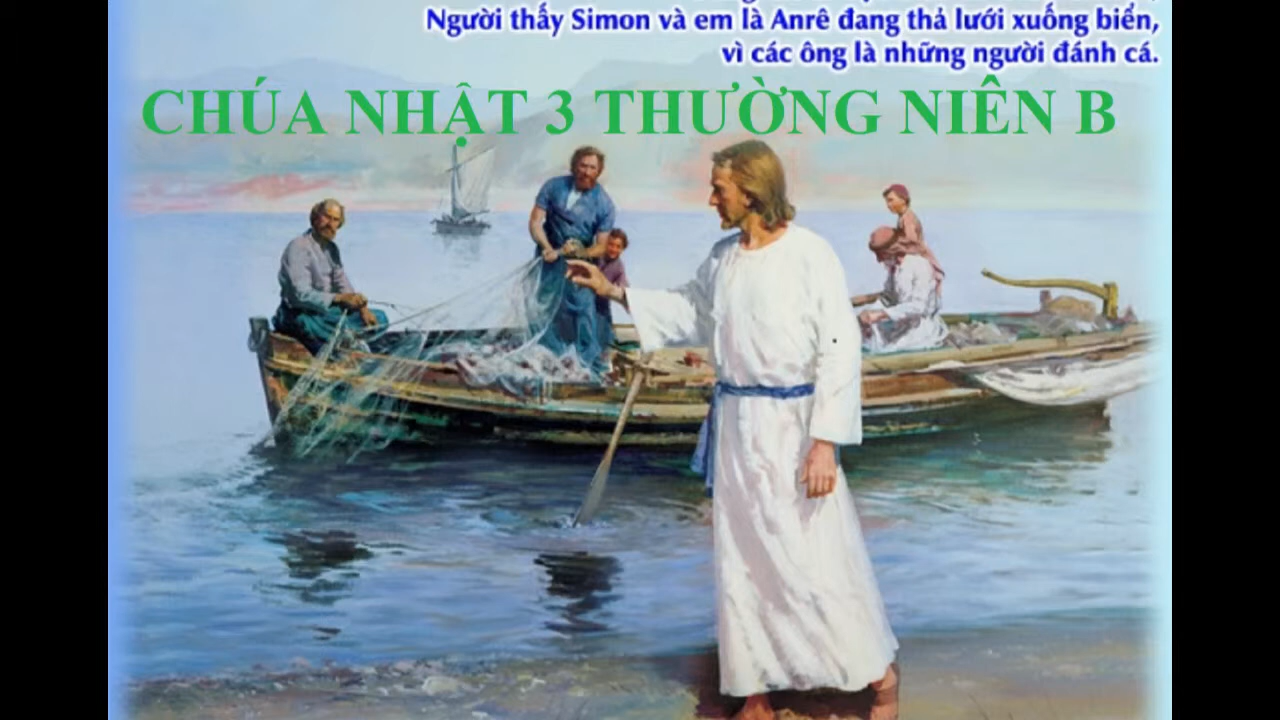 Người thấy Simon và em là Anrê đang thả lưới xuống biển,
vì các ông là những người đánh cá.
CHÚA NHẬT 3 THƯỜNG NIÊN B